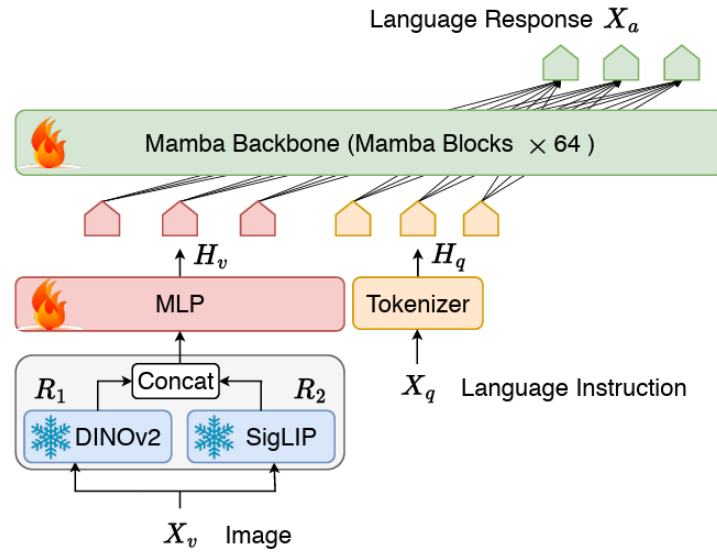 Language Response X_a
Mamba Backbone (Mamba Blocks × 64 )
H_v
H_q
MLP
Tokenizer
Concat
R_1
R_2
X_q Language Instruction
DINOv2
SigLIP
X_v Image